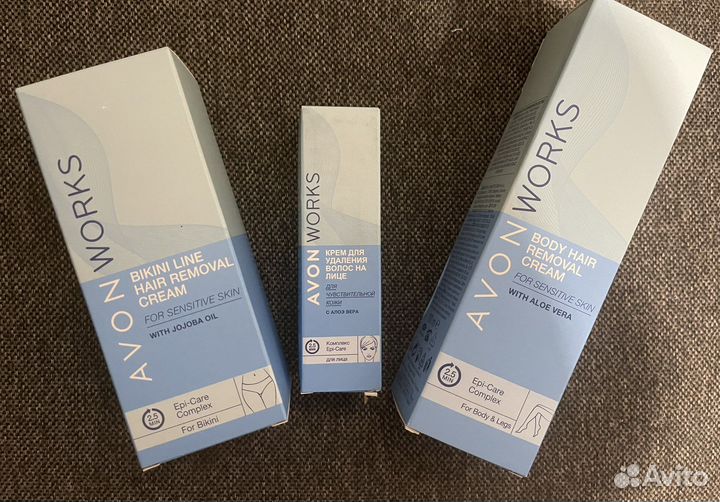 AVON WORKS
BIKINI LINE
HAIR REMOVAL
CREAM
FOR SENSITIVE SKIN
WITH JOJOBA OIL
2.5
MIN
Epi-Care
Complex
For Bikini
AVON WORKS
КРЕМ ДЛЯ
УДАЛЕНИЯ
ВОЛОС НА
ЛИЦЕ
ДЛЯ
ЧУВСТВИТЕЛЬНОЙ
КОЖИ
С АЛОЭ ВЕРА
2.5
Комплекс
Epi-Care
для лица
AVON WORKS
BODY HAIR
REMOVAL
CREAM
FOR SENSITIVE SKIN
WITH ALOE VERA
2.5
MIN
Epi-Care
Complex
For Body & Legs
Avito